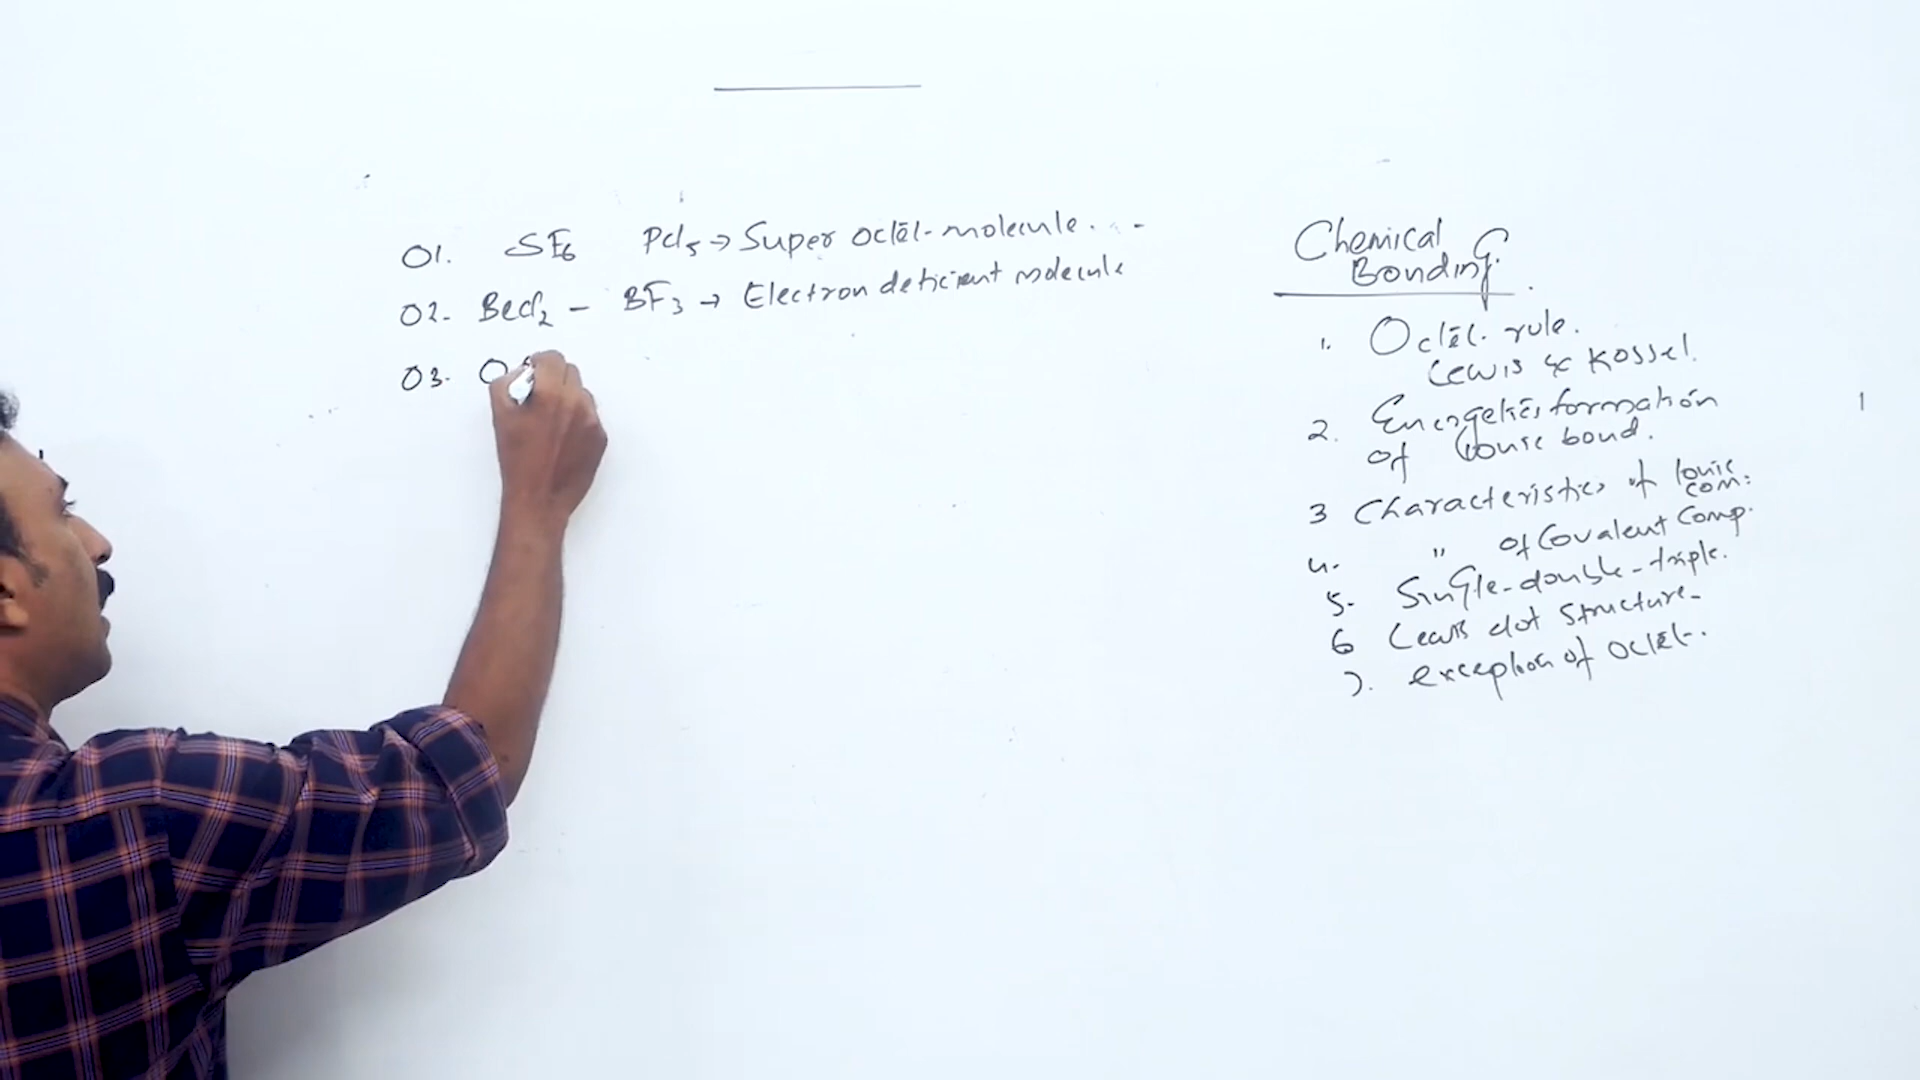 01. SF6 PCl5 → Super Octet-molecule.
02- BeCl2 - BF3 → Electron deficient molecule
03. O
Chemical
Bonding.
1. Octet. rule.
Lewis & Kossel.
2. Energetics formation
of Ionic bond.
3 Characteristics of Ionic
com:
4. " of Covalent Comp.
5. Single-double-triple.
6 Lewis dot Structure-
7. exception of Octet-.